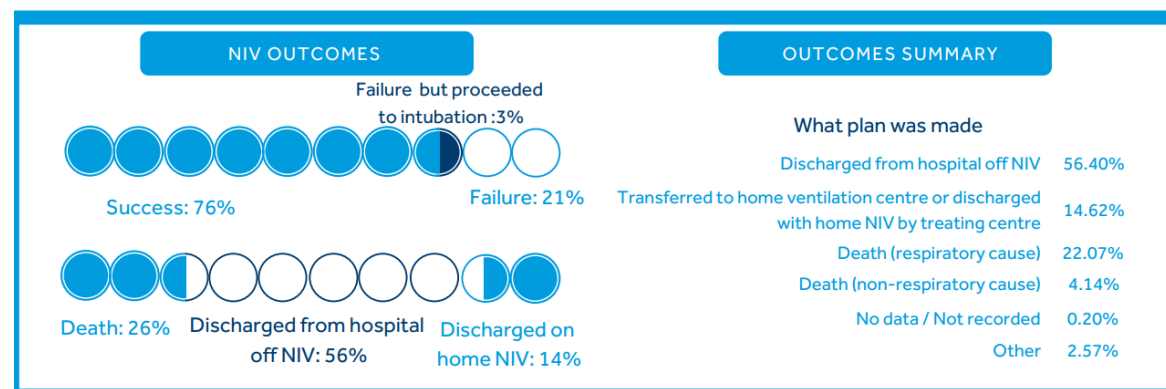 NIV OUTCOMES
Failure but proceeded
to intubation :3%
Success: 76%
Failure: 21%
Death: 26%
Discharged from hospital
off NIV: 56%
Discharged on
home NIV: 14%
OUTCOMES SUMMARY
What plan was made
Discharged from hospital off NIV 56.40%
Transferred to home ventilation centre or discharged
with home NIV by treating centre 14.62%
Death (respiratory cause) 22.07%
Death (non-respiratory cause) 4.14%
No data / Not recorded 0.20%
Other 2.57%